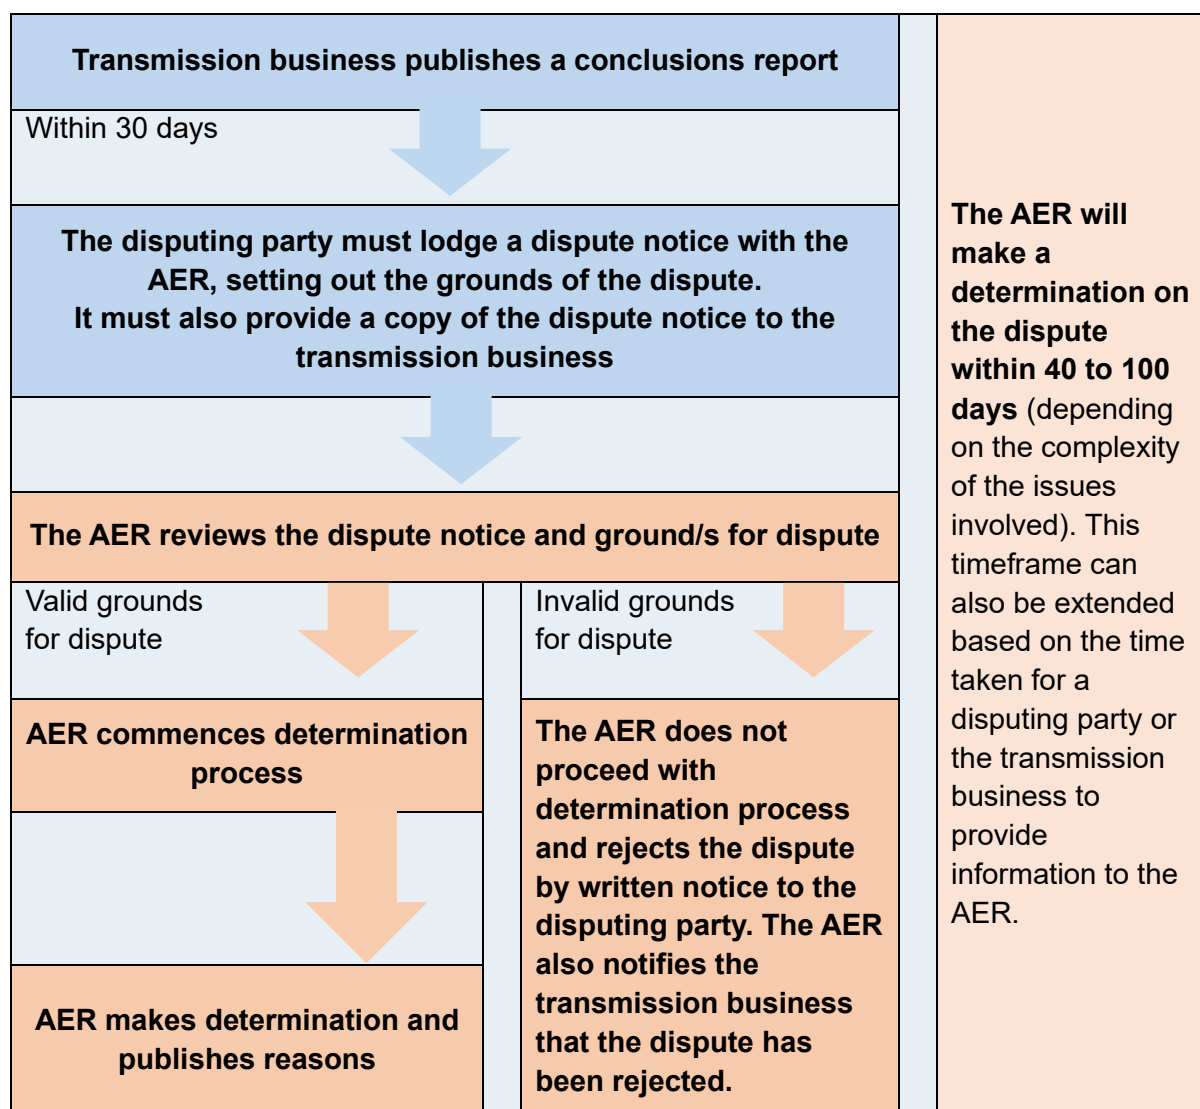 Transmission business publishes a conclusions report
Within 30 days
The disputing party must lodge a dispute notice with the
AER, setting out the grounds of the dispute.
It must also provide a copy of the dispute notice to the
transmission business
The AER reviews the dispute notice and ground/s for dispute
Valid grounds
for dispute
AER commences determination
process
AER makes determination and
publishes reasons
Invalid grounds
for dispute
The AER does not
proceed with
determination process
and rejects the dispute
by written notice to the
disputing party. The AER
also notifies the
transmission business
that the dispute has
been rejected.
The AER will
make a
determination on
the dispute
within 40 to 100
days (depending
on the complexity
of the issues
involved). This
timeframe can
also be extended
based on the time
taken for a
disputing party or
the transmission
business to
provide
information to the
AER.